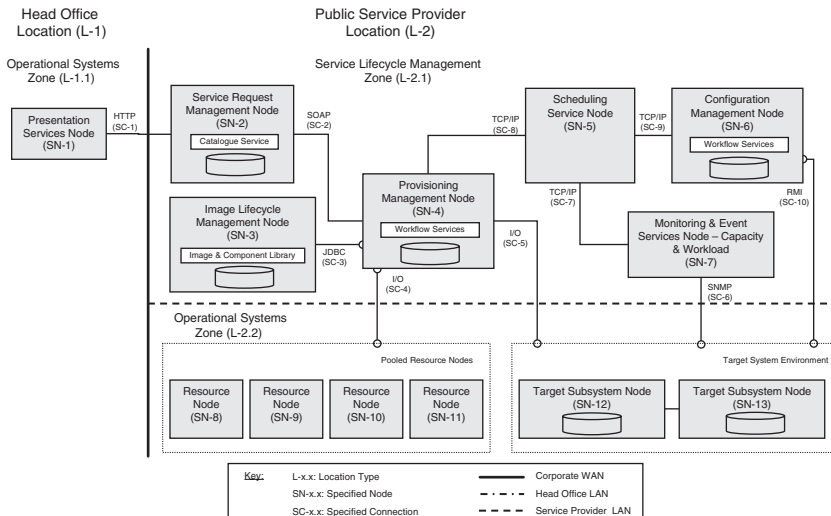 Head Office
Location (L-1)
Public Service Provider
Location (L-2)
Operational Systems
Zone (L-1.1)
Service Lifecycle Management
Zone (L-2.1)
Presentation
Services Node
(SN-1)
HTTP
(SC-1)
Service Request
Management Node
(SN-2)
Catalogue Service
SOAP
(SC-2)
Image Lifecycle
Management Node
(SN-3)
Image & Component Library
JDBC
(SC-3)
Provisioning
Management Node
(SN-4)
Workflow Services
I/O
(SC-4)
I/O
(SC-5)
TCP/IP
(SC-8)
Scheduling
Service Node
(SN-5)
TCP/IP
(SC-9)
TCP/IP
(SC-7)
Configuration
Management Node
(SN-6)
Workflow Services
RMI
(SC-10)
Monitoring & Event
Services Node – Capacity
& Workload
(SN-7)
SNMP
(SC-6)
Operational Systems
Zone (L-2.2)
Pooled Resource Nodes
Resource
Node
(SN-8)
Resource
Node
(SN-9)
Resource
Node
(SN-10)
Resource
Node
(SN-11)
Target System Environment
Target Subsystem Node
(SN-12)
Target Subsystem Node
(SN-13)
Key:
L-x.x: Location Type
SN-x.x: Specified Node
SC-x.x: Specified Connection
Corporate WAN
Head Office LAN
Service Provider LAN